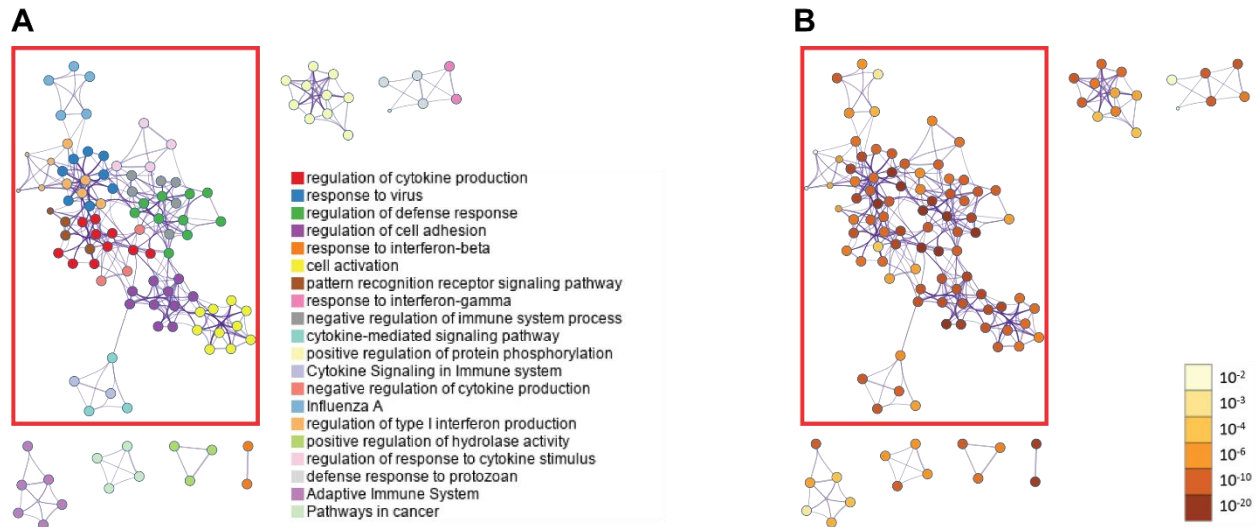 A
B
regulation of cytokine production
response to virus
regulation of defense response
regulation of cell adhesion
response to interferon-beta
cell activation
pattern recognition receptor signaling pathway
response to interferon-gamma
negative regulation of immune system process
cytokine-mediated signaling pathway
positive regulation of protein phosphorylation
Cytokine Signaling in Immune system
negative regulation of cytokine production
Influenza A
regulation of type I interferon production
positive regulation of hydrolase activity
regulation of response to cytokine stimulus
defense response to protozoan
Adaptive Immune System
Pathways in cancer
10⁻²
10⁻³
10⁻⁴
10⁻⁶
10⁻¹⁰
10⁻²⁰